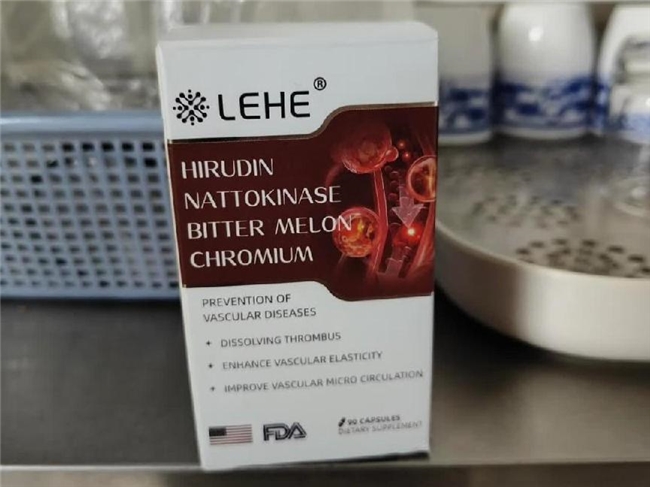 LEHE®
HIRUDIN
NATTOKINASE
BITTER MELON
CHROMIUM
PREVENTION OF
VASCULAR DISEASES
• DISSOLVING THROMBUS
• ENHANCE VASCULAR ELASTICITY
• IMPROVE VASCULAR MICRO CIRCULATION
90 CAPSULES
DIETARY SUPPLEMENT
FDA